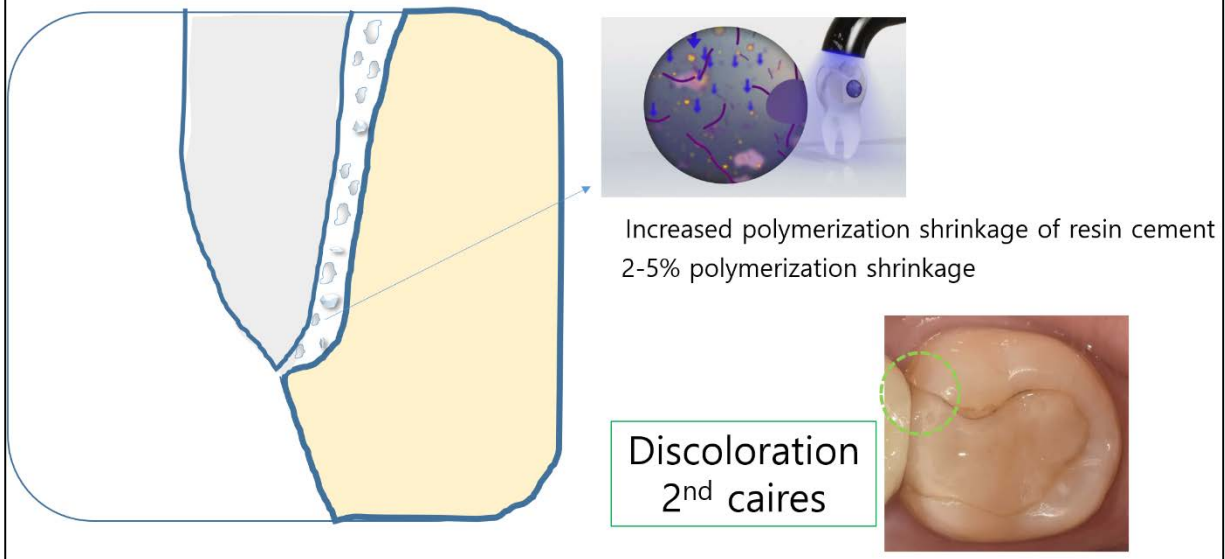 Increased polymerization shrinkage of resin cement
2-5% polymerization shrinkage
Discoloration
2nd caires